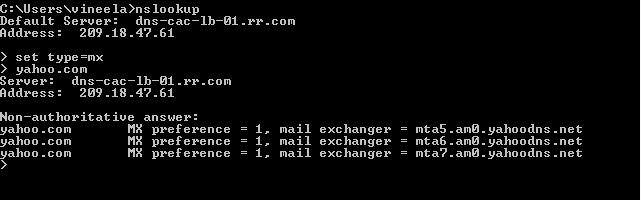 C:\Users\vineela>nslookup
Default Server:  dns-cac-lb-01.rr.com
Address:  209.18.47.61
> set type=mx
> yahoo.com
Server:  dns-cac-lb-01.rr.com
Address:  209.18.47.61
Non-authoritative answer:
yahoo.com       MX preference = 1, mail exchanger = mta5.am0.yahoodns.net
yahoo.com       MX preference = 1, mail exchanger = mta6.am0.yahoodns.net
yahoo.com       MX preference = 1, mail exchanger = mta7.am0.yahoodns.net
>